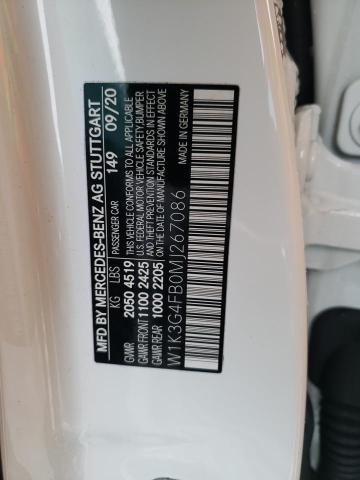 MFD BY MERCEDES-BENZ AG STUTTGART
PASSENGER CAR 149 09/20
KG LBS
GVWR 2050 4519
GAWR FRONT 1100 2425
GAWR REAR 1000 2205
THIS VEHICLE CONFORMS TO ALL APPLICABLE
U.S. FEDERAL MOTOR VEHICLE SAFETY BUMPER
AND THEFT PREVENTION STANDARDS IN EFFECT
ON THE DATE OF MANUFACTURE SHOWN ABOVE
W1K3G4FB0MJ267086
MADE IN GERMANY